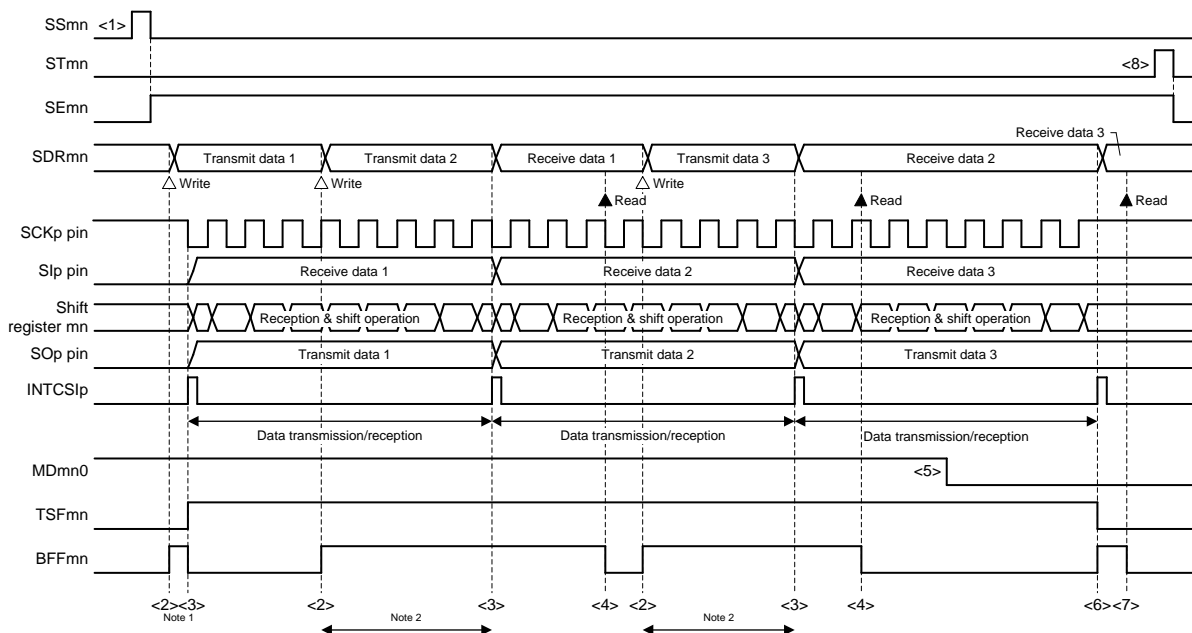 SSmn <1>
STmn <8>
SEmn
Receive data 3
SDRmn Transmit data 1 Transmit data 2 Receive data 1 Transmit data 3 Receive data 2
Write Write Write
Read Read Read
SCKp pin
SIp pin Receive data 1 Receive data 2 Receive data 3
Shift
register mn Reception & shift operation Reception & shift operation Reception & shift operation
SOp pin Transmit data 1 Transmit data 2 Transmit data 3
INTCSIp
Data transmission/reception Data transmission/reception Data transmission/reception
MDmn0 <5>
TSFmn
BFFmn
<2><3> <2> <3> <4> <2> <3> <4> <6><7>
Note 1 Note 2 Note 2